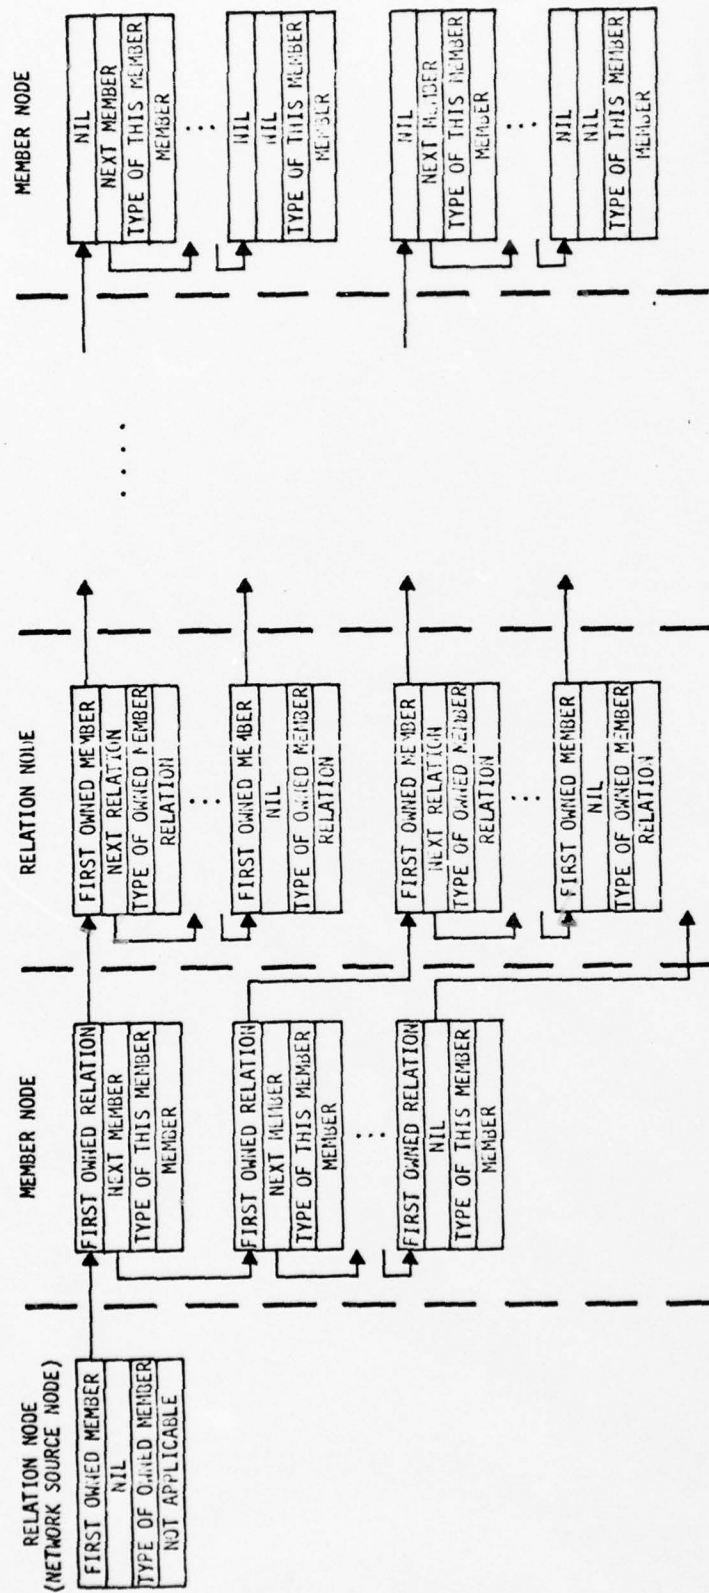 RELATION NODE
(NETWORK SOURCE NODE)
FIRST OWNED MEMBER
NIL
TYPE OF OWNED MEMBER
NOT APPLICABLE
MEMBER NODE
FIRST OWNED RELATION
NEXT MEMBER
TYPE OF THIS MEMBER
MEMBER
FIRST OWNED RELATION
NEXT MEMBER
TYPE OF THIS MEMBER
MEMBER
...
FIRST OWNED RELATION
NIL
TYPE OF THIS MEMBER
MEMBER
RELATION NODE
FIRST OWNED MEMBER
NEXT RELATION
TYPE OF OWNED MEMBER
RELATION
...
FIRST OWNED MEMBER
NIL
TYPE OF OWNED MEMBER
RELATION
FIRST OWNED MEMBER
NEXT RELATION
TYPE OF OWNED MEMBER
RELATION
...
FIRST OWNED MEMBER
NIL
TYPE OF OWNED MEMBER
RELATION
....
MEMBER NODE
NIL
NEXT MEMBER
TYPE OF THIS MEMBER
MEMBER
...
NIL
NIL
TYPE OF THIS MEMBER
MEMBER
NIL
NEXT MEMBER
TYPE OF THIS MEMBER
MEMBER
...
NIL
NIL
TYPE OF THIS MEMBER
MEMBER